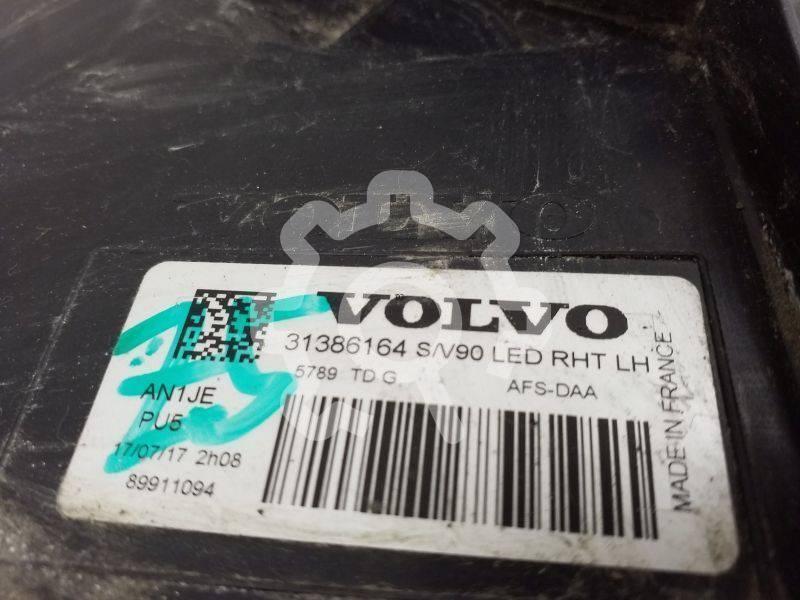 VOLVO
31386164 S/V90 LED RHT LH
5789 TD G AFS-DAA
AN1JE
PU5
17/07/17 2h08
89911094
MADE IN FRANCE